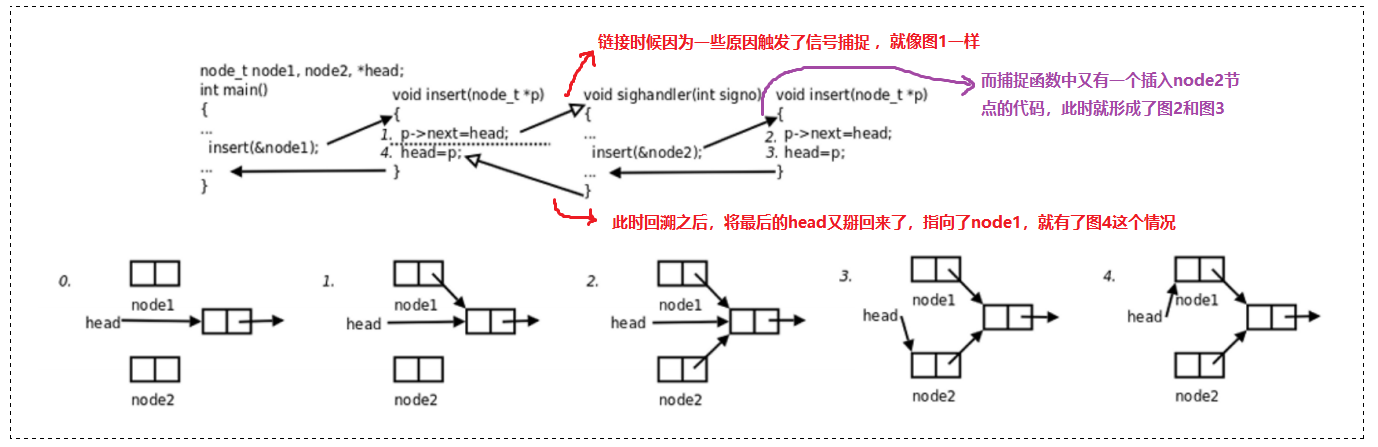 链接时候因为一些原因触发了信号捕捉，就像图1一样
node_t node1, node2, *head;
int main()
{
...
insert(&node1);
...
}
void insert(node_t *p)
{
1. p->next=head;
4. head=p;
}
void sighandler(int signo)
{
...
insert(&node2);
...
}
void insert(node_t *p)
{
2. p->next=head;
3. head=p;
}
而捕捉函数中又有一个插入node2节
点的代码，此时就形成了图2和图3
此时回溯之后，将最后的head又掰回来了，指向了node1，就有了图4这个情况
0.
node1
head
node2
1.
node1
head
node2
2.
node1
head
node2
3.
node1
head
node2
4.
node1
head
node2